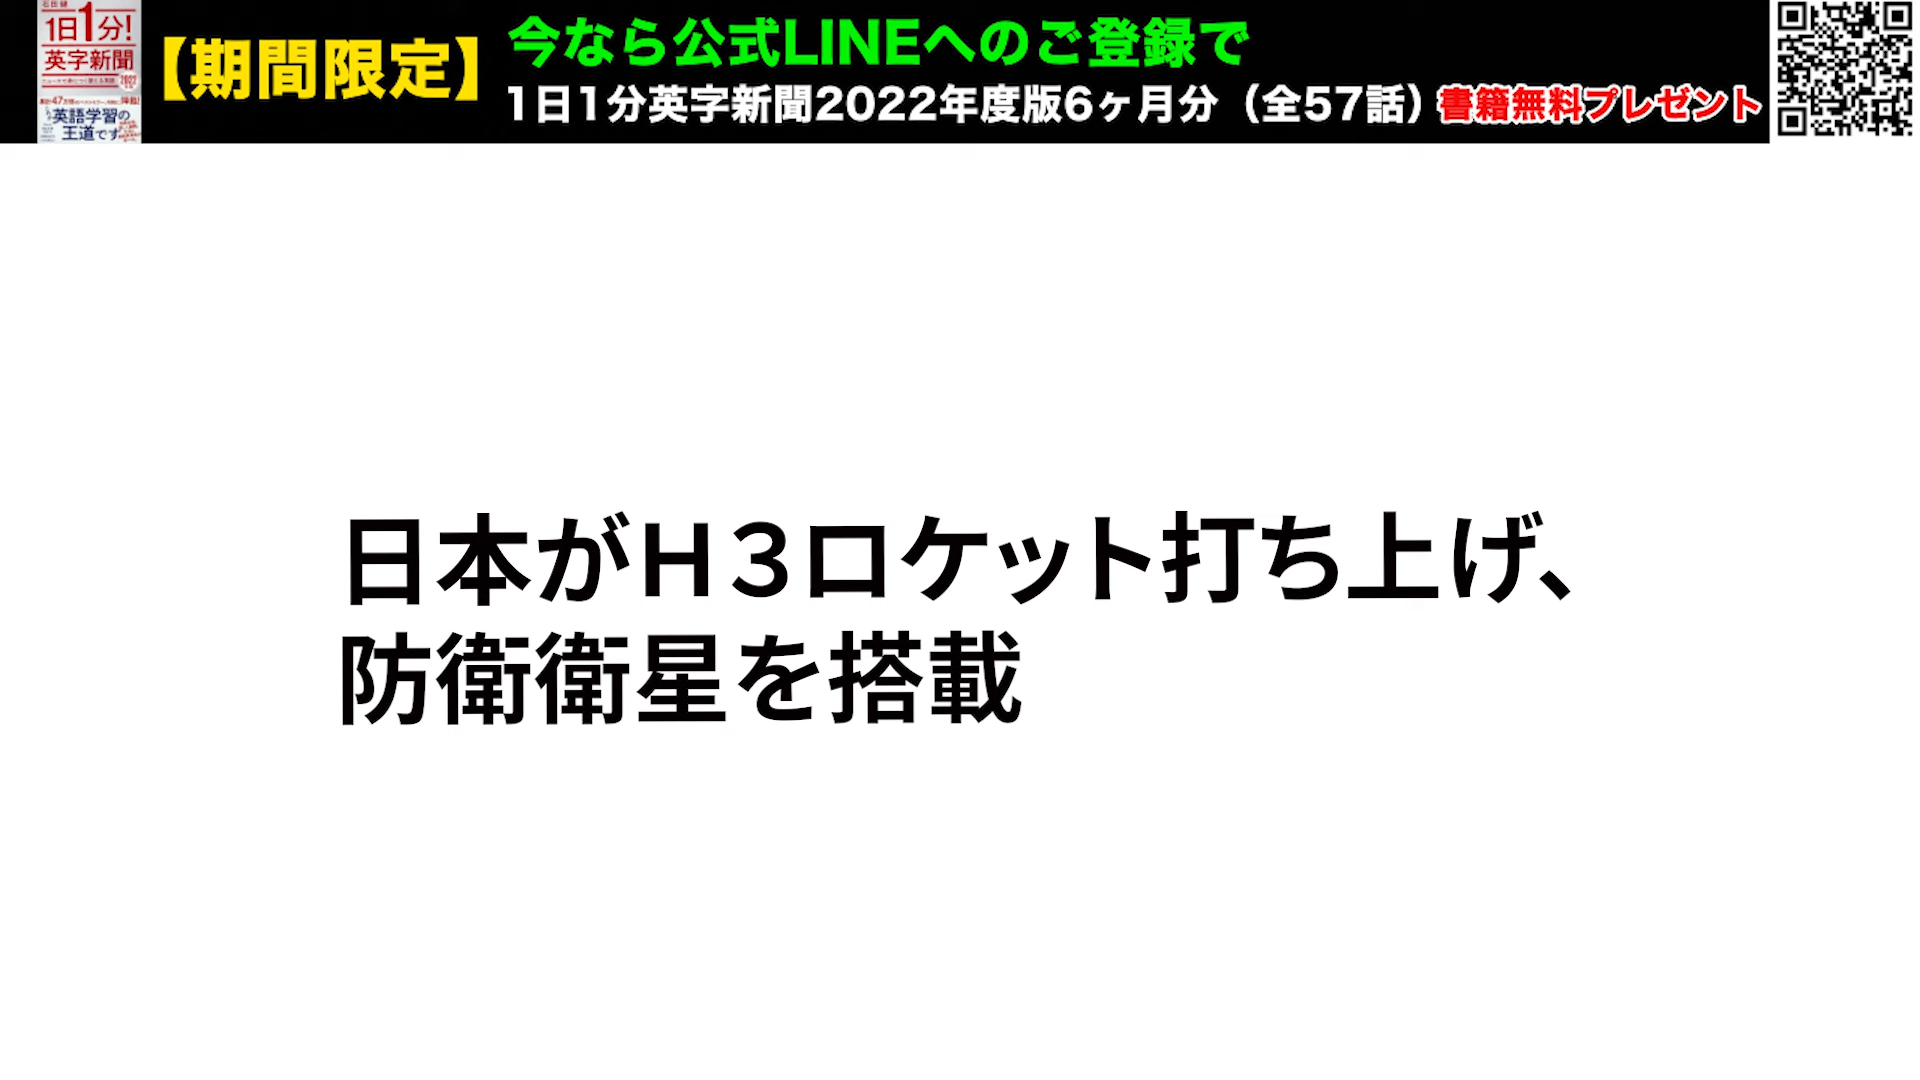 石田健
1日1分!
英字新聞
2022
英語学習の
王道です
【期間限定】
今なら公式LINEへのご登録で
1日1分英字新聞2022年度版6ヶ月分（全57話）書籍無料プレゼント
日本がＨ３ロケット打ち上げ、
防衛衛星を搭載